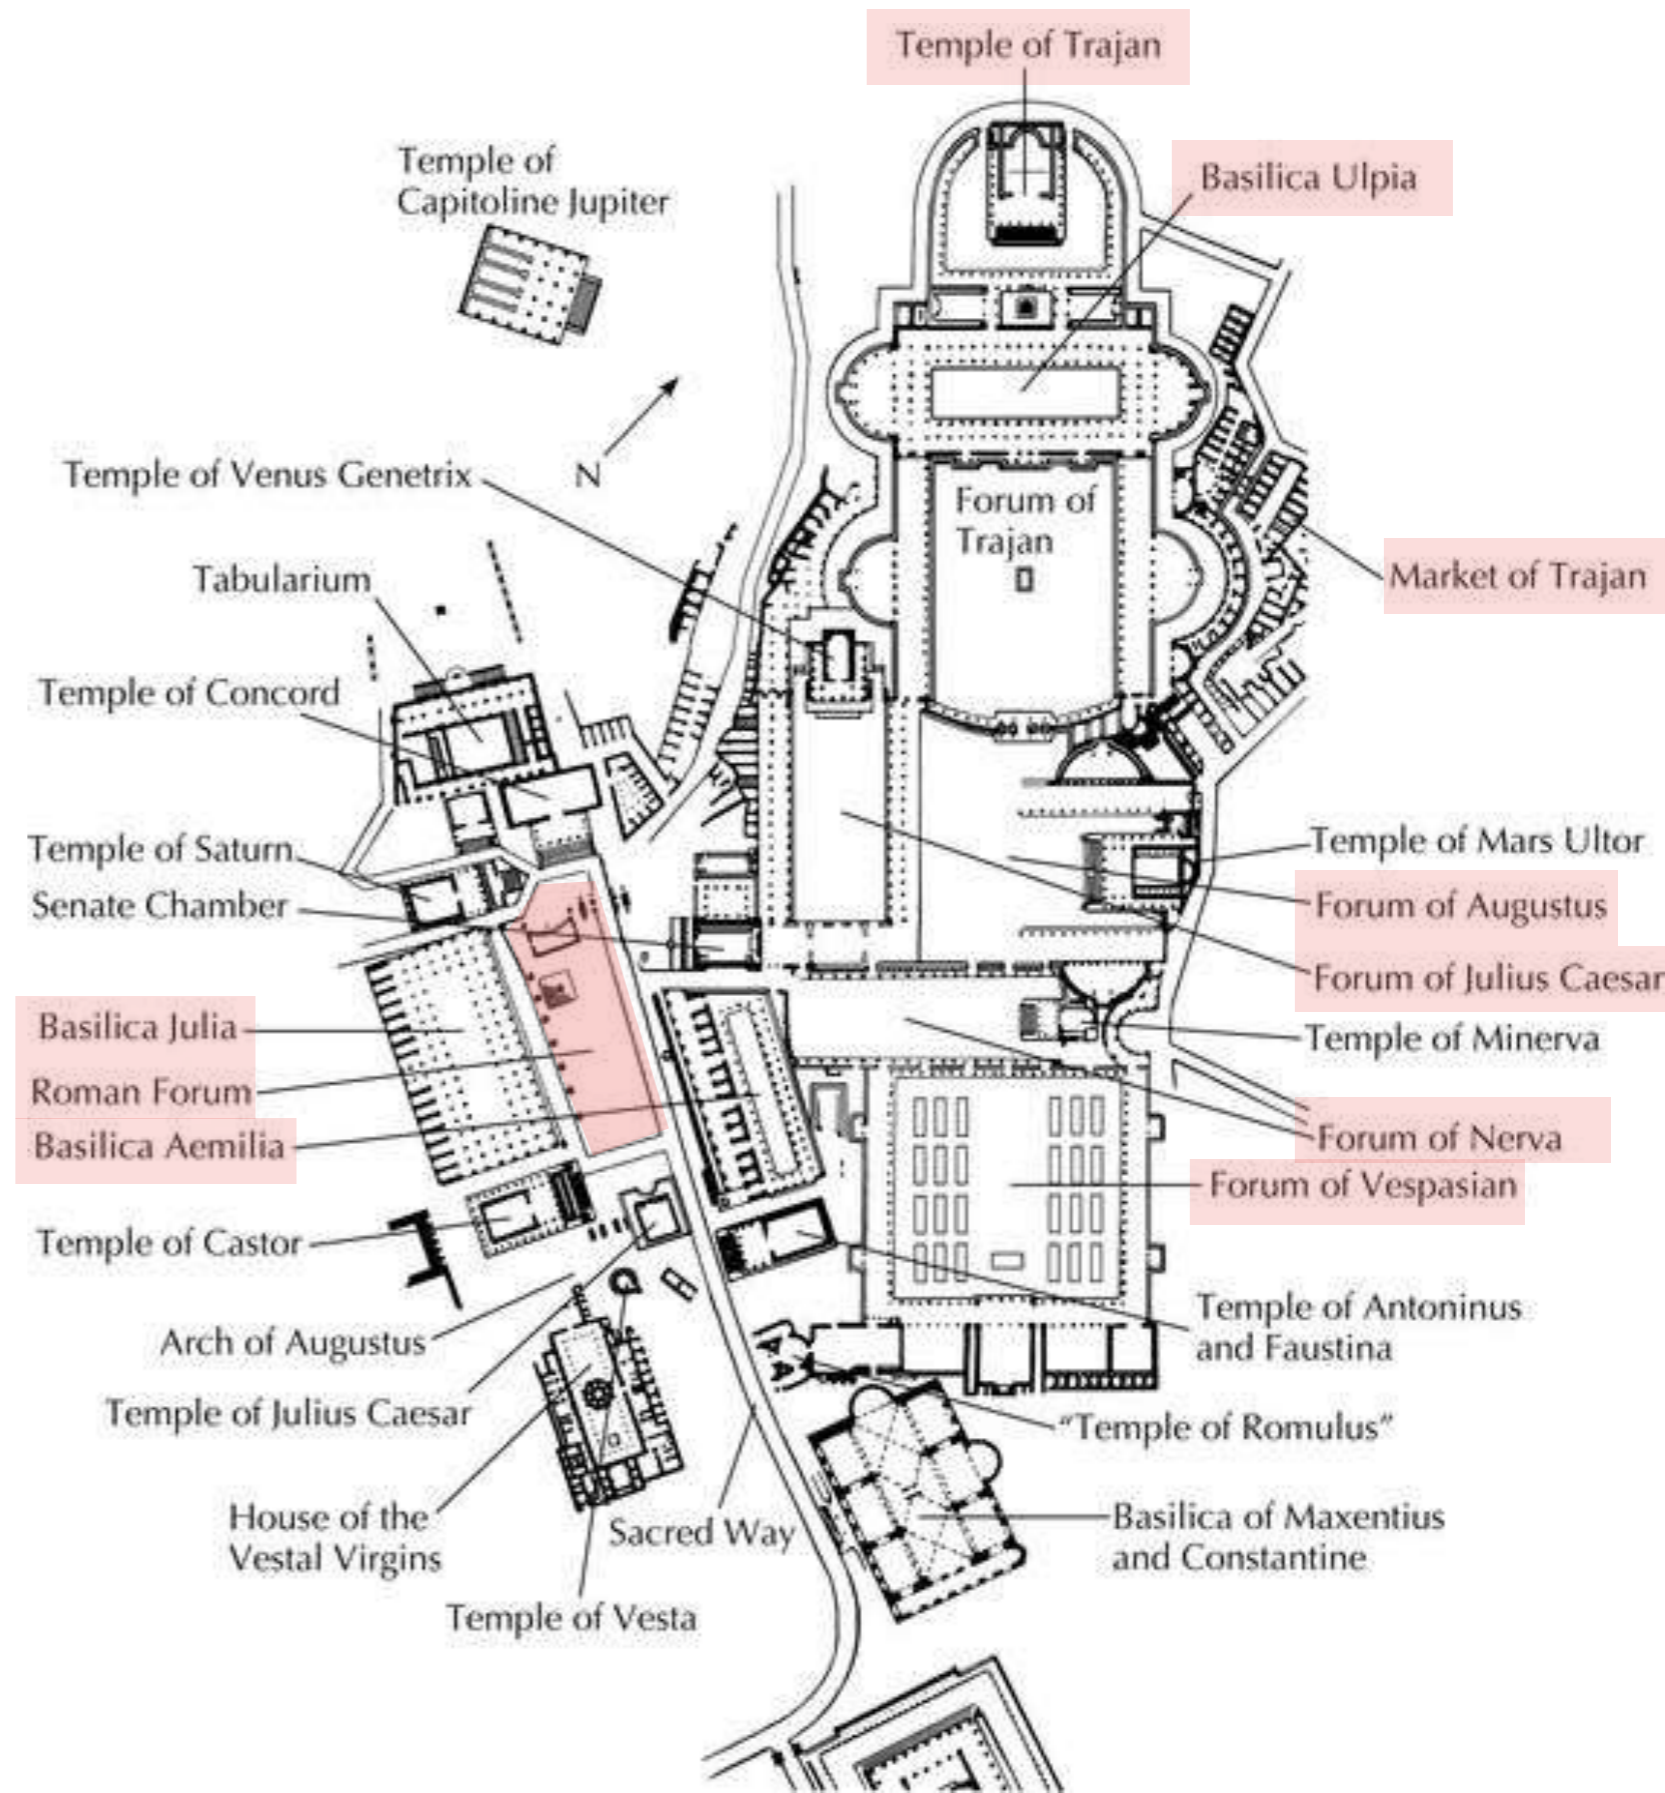 Temple of Trajan
Basilica Ulpia
Temple of
Capitoline Jupiter
N
Temple of Venus Genetrix
Forum of
Trajan
Market of Trajan
Tabularium
Temple of Concord
Temple of Saturn
Senate Chamber
Temple of Mars Ultor
Forum of Augustus
Forum of Julius Caesar
Basilica Julia
Roman Forum
Basilica Aemilia
Temple of Minerva
Forum of Nerva
Forum of Vespasian
Temple of Castor
Arch of Augustus
Temple of Julius Caesar
House of the
Vestal Virgins
Temple of Vesta
Sacred Way
Temple of Antoninus
and Faustina
"Temple of Romulus"
Basilica of Maxentius
and Constantine